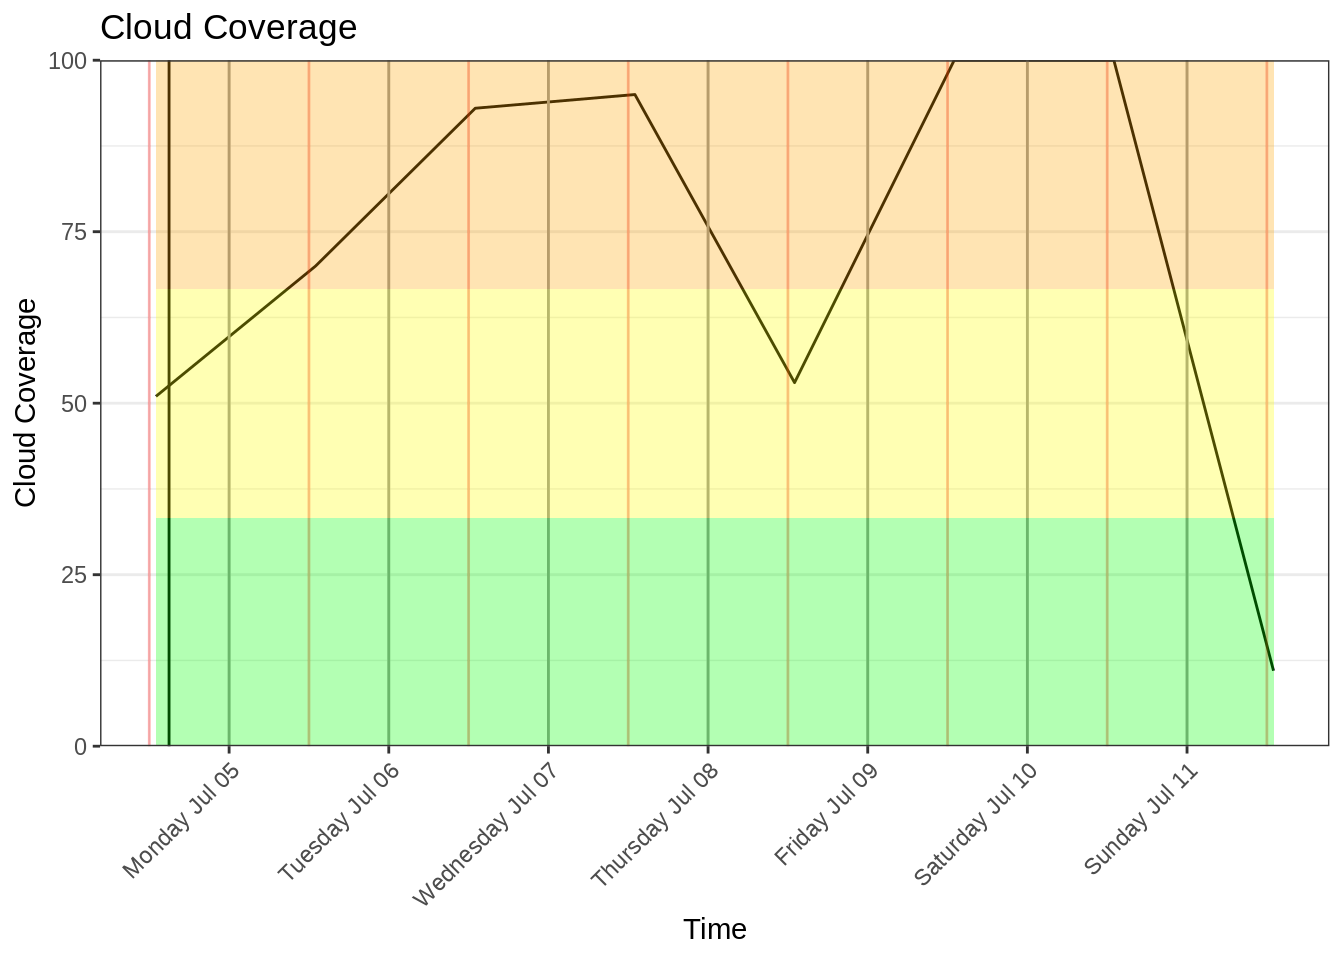 Cloud Coverage
100
75
50
25
0
Cloud Coverage
Monday Jul 05
Tuesday Jul 06
Wednesday Jul 07
Thursday Jul 08
Friday Jul 09
Saturday Jul 10
Sunday Jul 11
Time